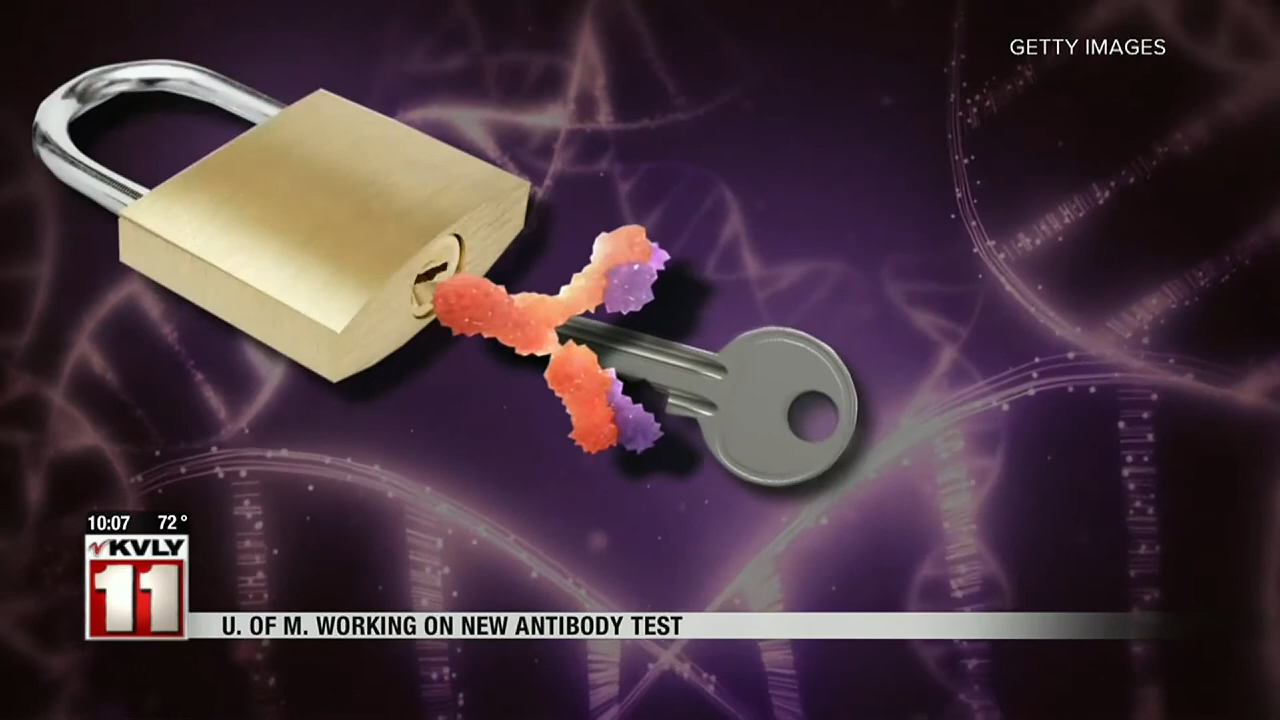 GETTY IMAGES
10:07 72°
KVLY
11
U. OF M. WORKING ON NEW ANTIBODY TEST